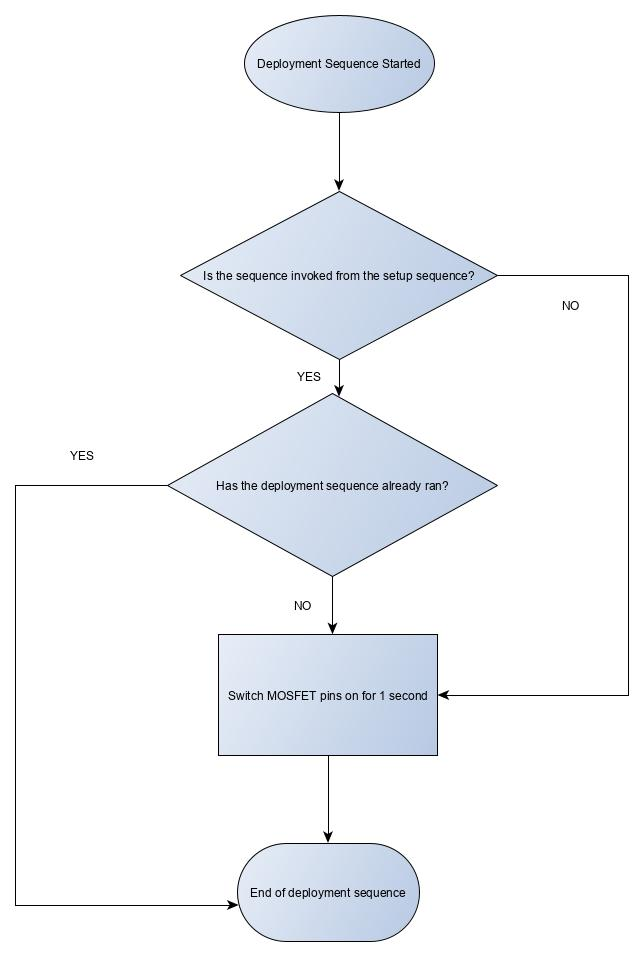 Deployment Sequence Started
Is the sequence invoked from the setup sequence?
NO
YES
YES
Has the deployment sequence already ran?
NO
Switch MOSFET pins on for 1 second
End of deployment sequence